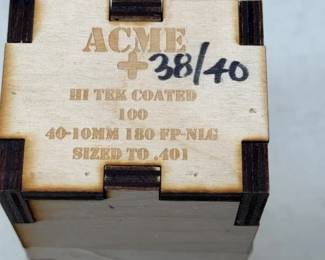 ACME
+ 38/40
HI TEK COATED
100
40-10MM 180 FP-NLG
SIZED TO .401